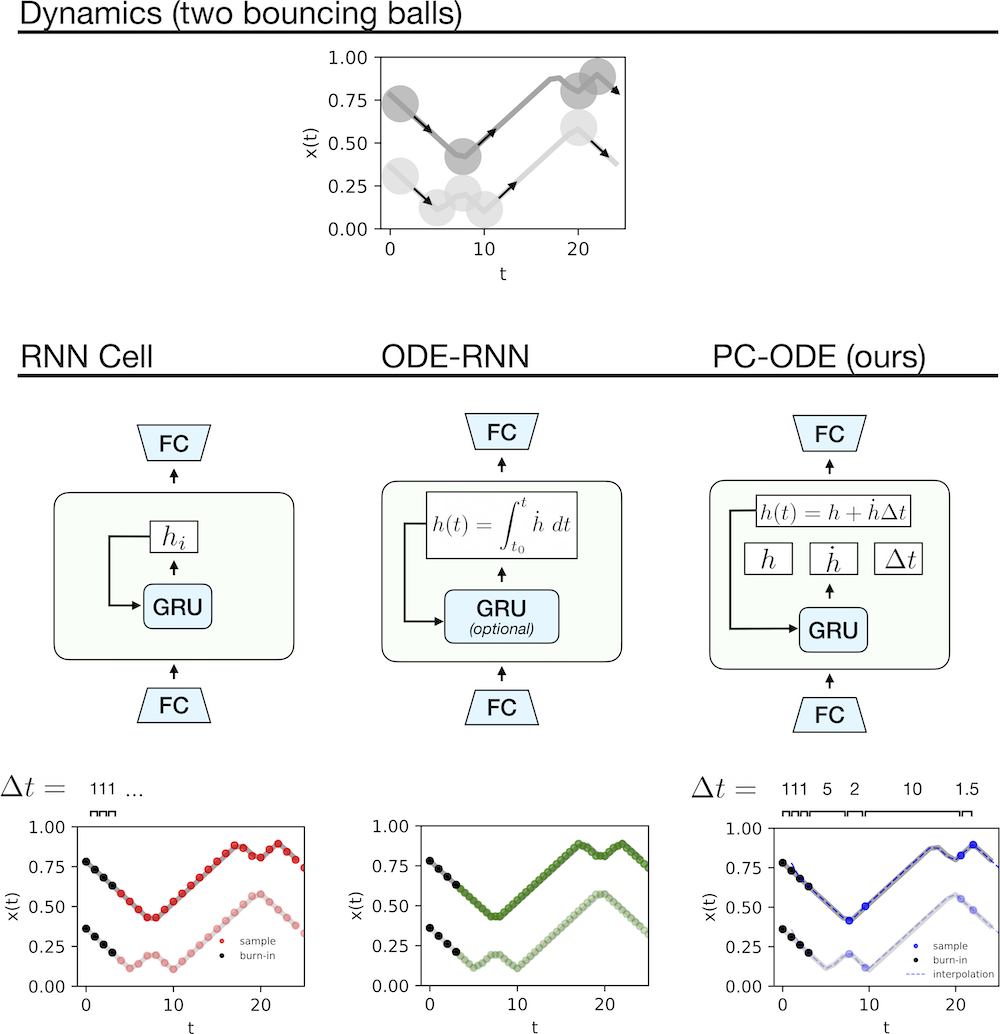 Dynamics (two bouncing balls)
1.00
0.75
0.50
0.25
0.00
x(t)
0 10 20
t
RNN Cell ODE-RNN PC-ODE (ours)
FC FC FC
h_i
h(t) = ∫_{t_0}^{t} ḣ dt
h(t) = h + ḣΔt
h ḣ Δt
GRU
GRU
(optional)
GRU
FC FC FC
Δt = 111 ...
Δt = 111 5 2 10 1.5
1.00
0.75
0.50
0.25
0.00
x(t)
sample
burn-in
0 10 20
t
1.00
0.75
0.50
0.25
0.00
x(t)
0 10 20
t
1.00
0.75
0.50
0.25
0.00
x(t)
sample
burn-in
interpolation
0 10 20
t